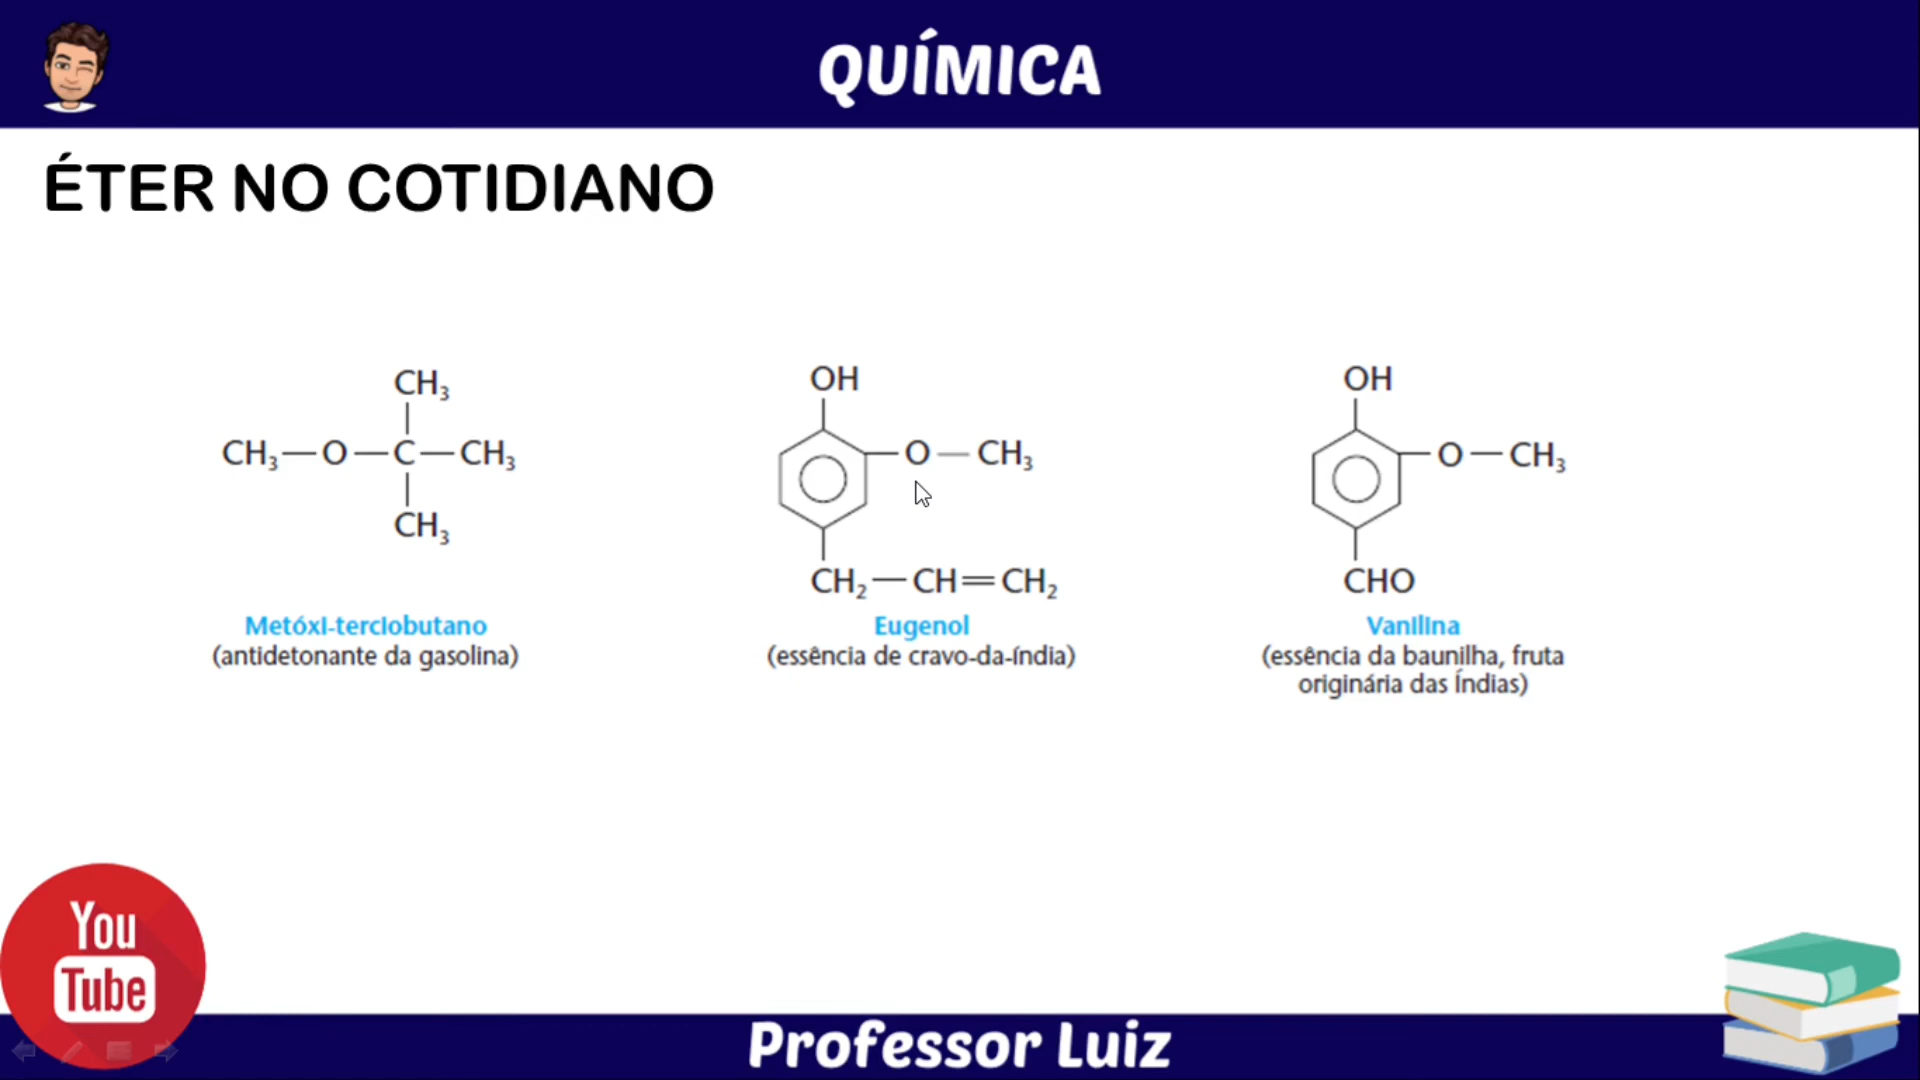 QUÍMICA
ÉTER NO COTIDIANO
CH₃
CH₃—O—C—CH₃
CH₃
Metóxi-terciobutano
(antidetonante da gasolina)
OH
O—CH₃
CH₂—CH=CH₂
Eugenol
(essência de cravo-da-índia)
OH
O—CH₃
CHO
Vanilina
(essência da baunilha, fruta
originária das Índias)
You
Tube
Professor Luiz